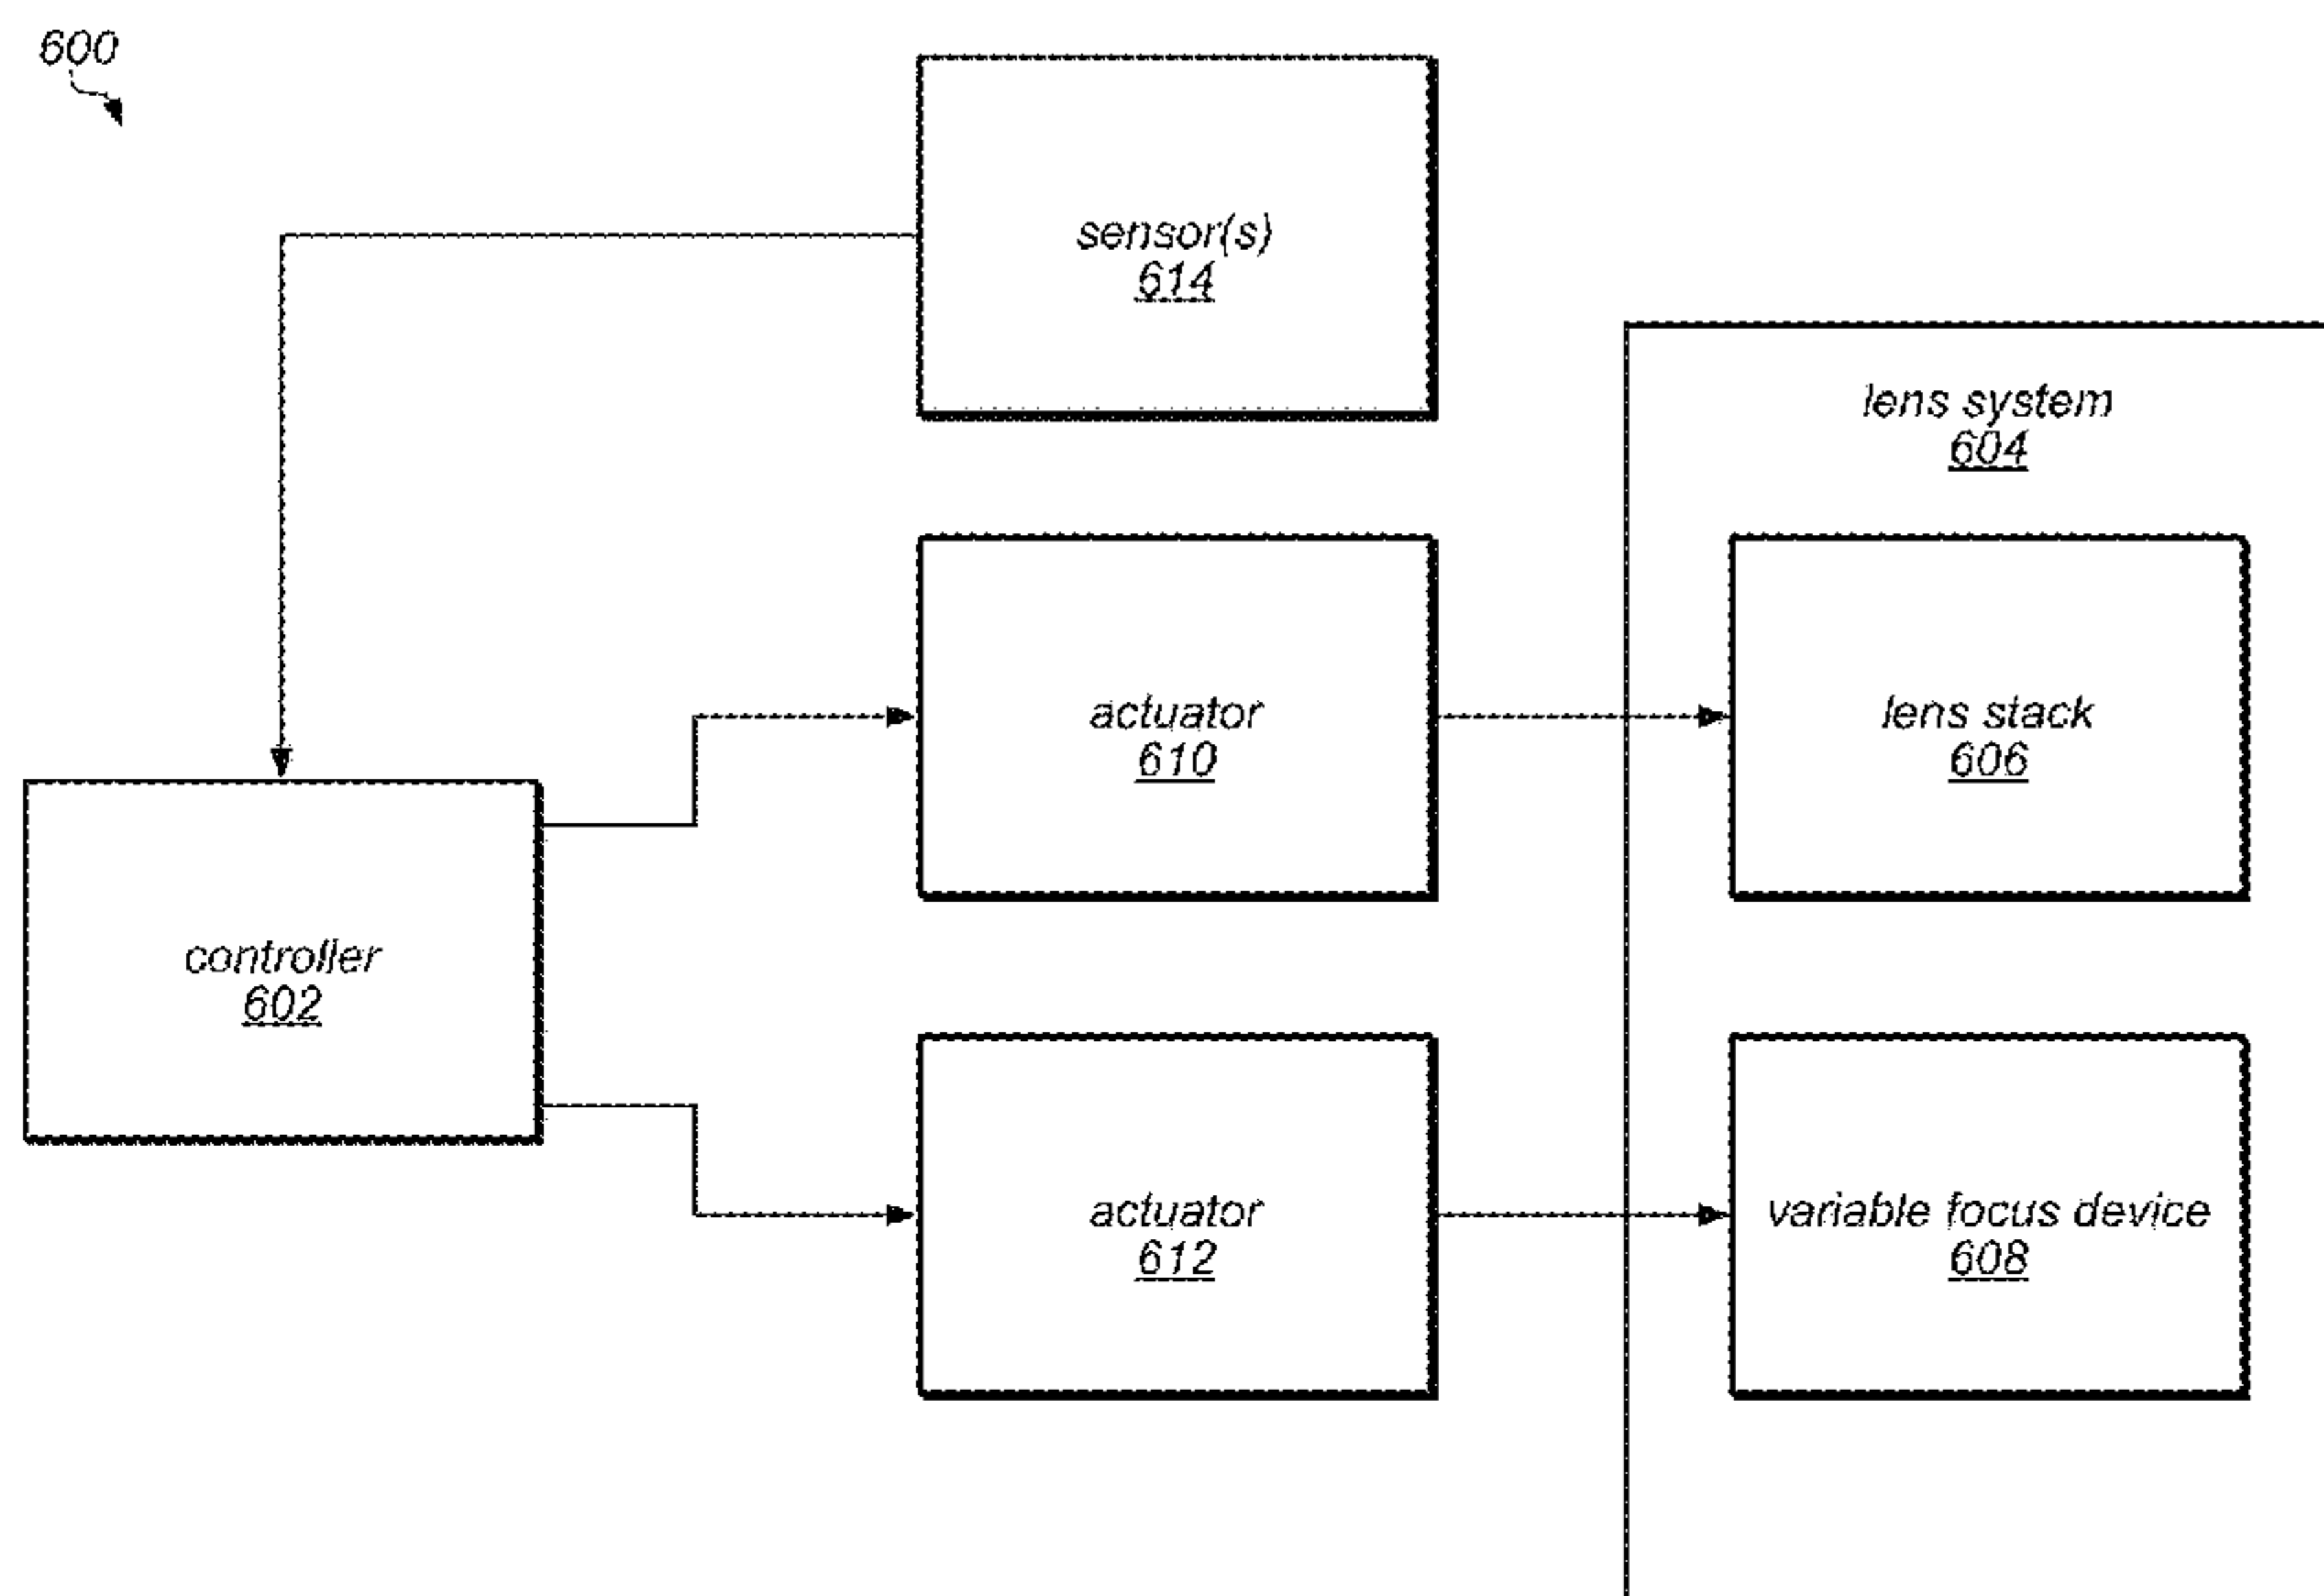 600
sensor(s)
614
lens system
604
actuator
610
lens stack
606
controller
602
actuator
612
variable focus device
608